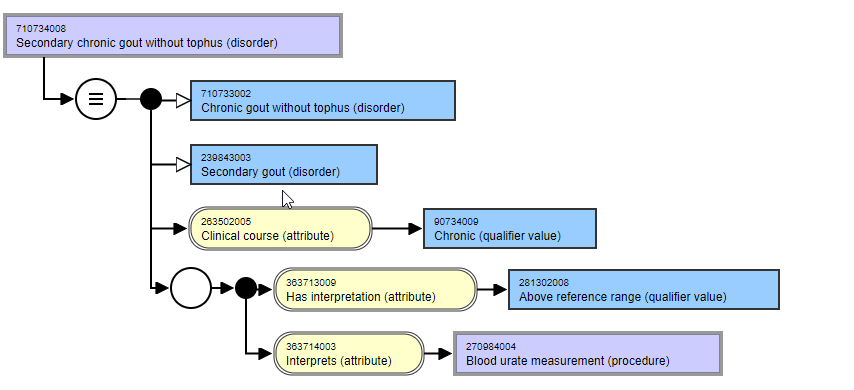 710734008
Secondary chronic gout without tophus (disorder)
710733002
Chronic gout without tophus (disorder)
239843003
Secondary gout (disorder)
263502005
Clinical course (attribute)
90734009
Chronic (qualifier value)
363713009
Has interpretation (attribute)
281302008
Above reference range (qualifier value)
363714003
Interprets (attribute)
270984004
Blood urate measurement (procedure)